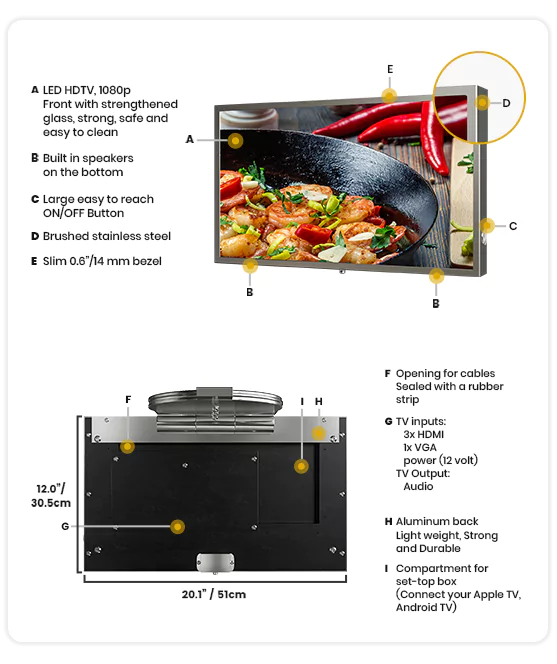 A LED HDTV, 1080p
Front with strengthened
glass, strong, safe and
easy to clean
B Built in speakers
on the bottom
C Large easy to reach
ON/OFF Button
D Brushed stainless steel
E Slim 0.6"/14 mm bezel
E
D
A
C
B
B
F Opening for cables
Sealed with a rubber
strip
G TV inputs:
3x HDMI
1x VGA
power (12 volt)
TV Output:
Audio
H Aluminum back
Light weight, Strong
and Durable
I Compartment for
set-top box
(Connect your Apple TV,
Android TV)
F
I
H
12.0"/
30.5cm
G
20.1" / 51cm